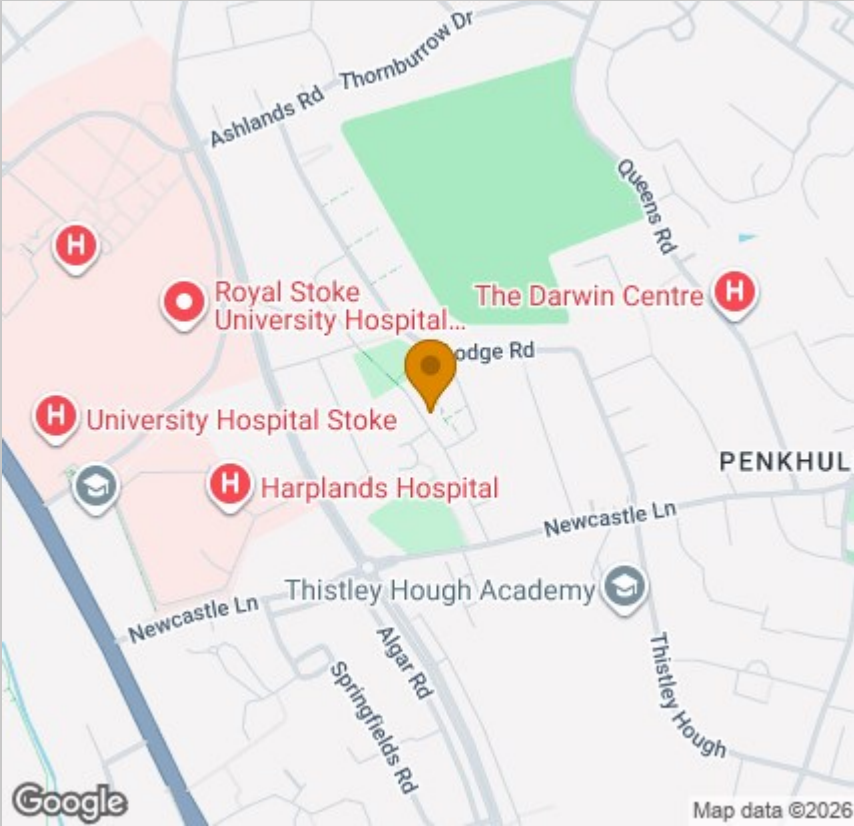 Thornburrow Dr
Ashlands Rd
Queens Rd
H
Royal Stoke
University Hospital...
The Darwin Centre
H
odge Rd
H
University Hospital Stoke
PENKHUL
H
Harplands Hospital
Newcastle Ln
Thistley Hough Academy
Newcastle Ln
Algar Rd
Springfields Rd
Thistley Hough
Google
Map data ©2026